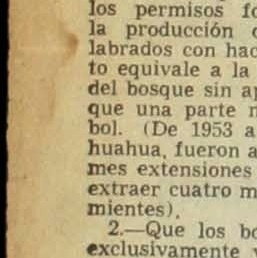 los permisos fo
la producción
labrados con hac
to equivale a la
del bosque sin ap
que una parte
bol. (De 1953 a
huahua, fueron a
mes extensiones
extraer cuatro m
mientes).
2.—Que los bo
exclusivamente